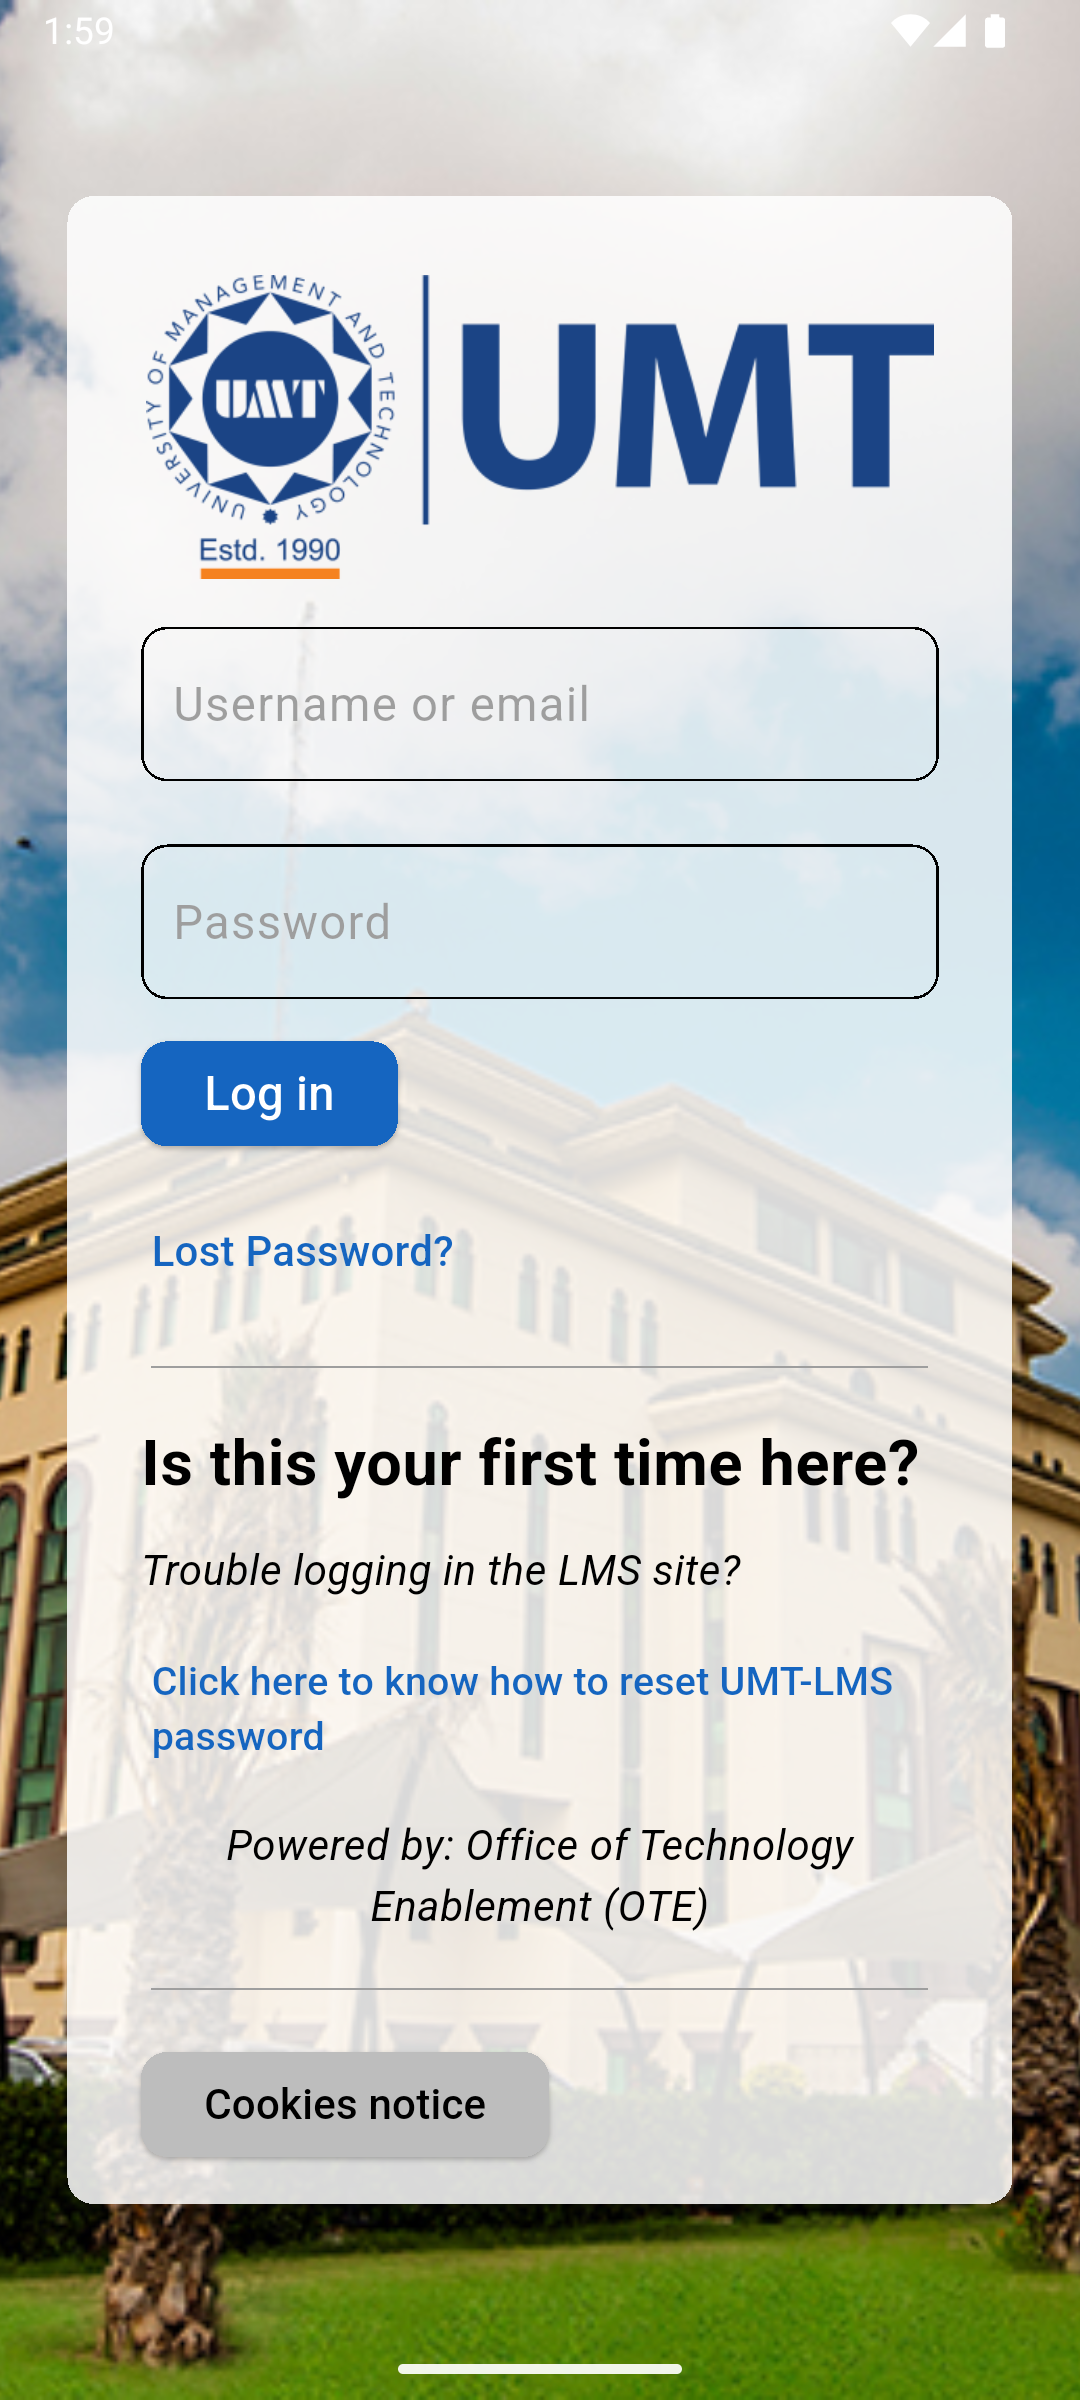 1:59
UNIVERSITY OF MANAGEMENT AND TECHNOLOGY
UMT
Estd. 1990
UMT
Username or email
Password
Log in
Lost Password?
Is this your first time here?
Trouble logging in the LMS site?
Click here to know how to reset UMT-LMS
password
Powered by: Office of Technology
Enablement (OTE)
Cookies notice